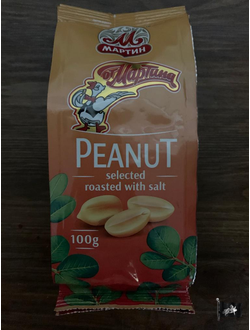 М
МАРТИН
от Мартина
PEANUT
selected
roasted with salt
100g